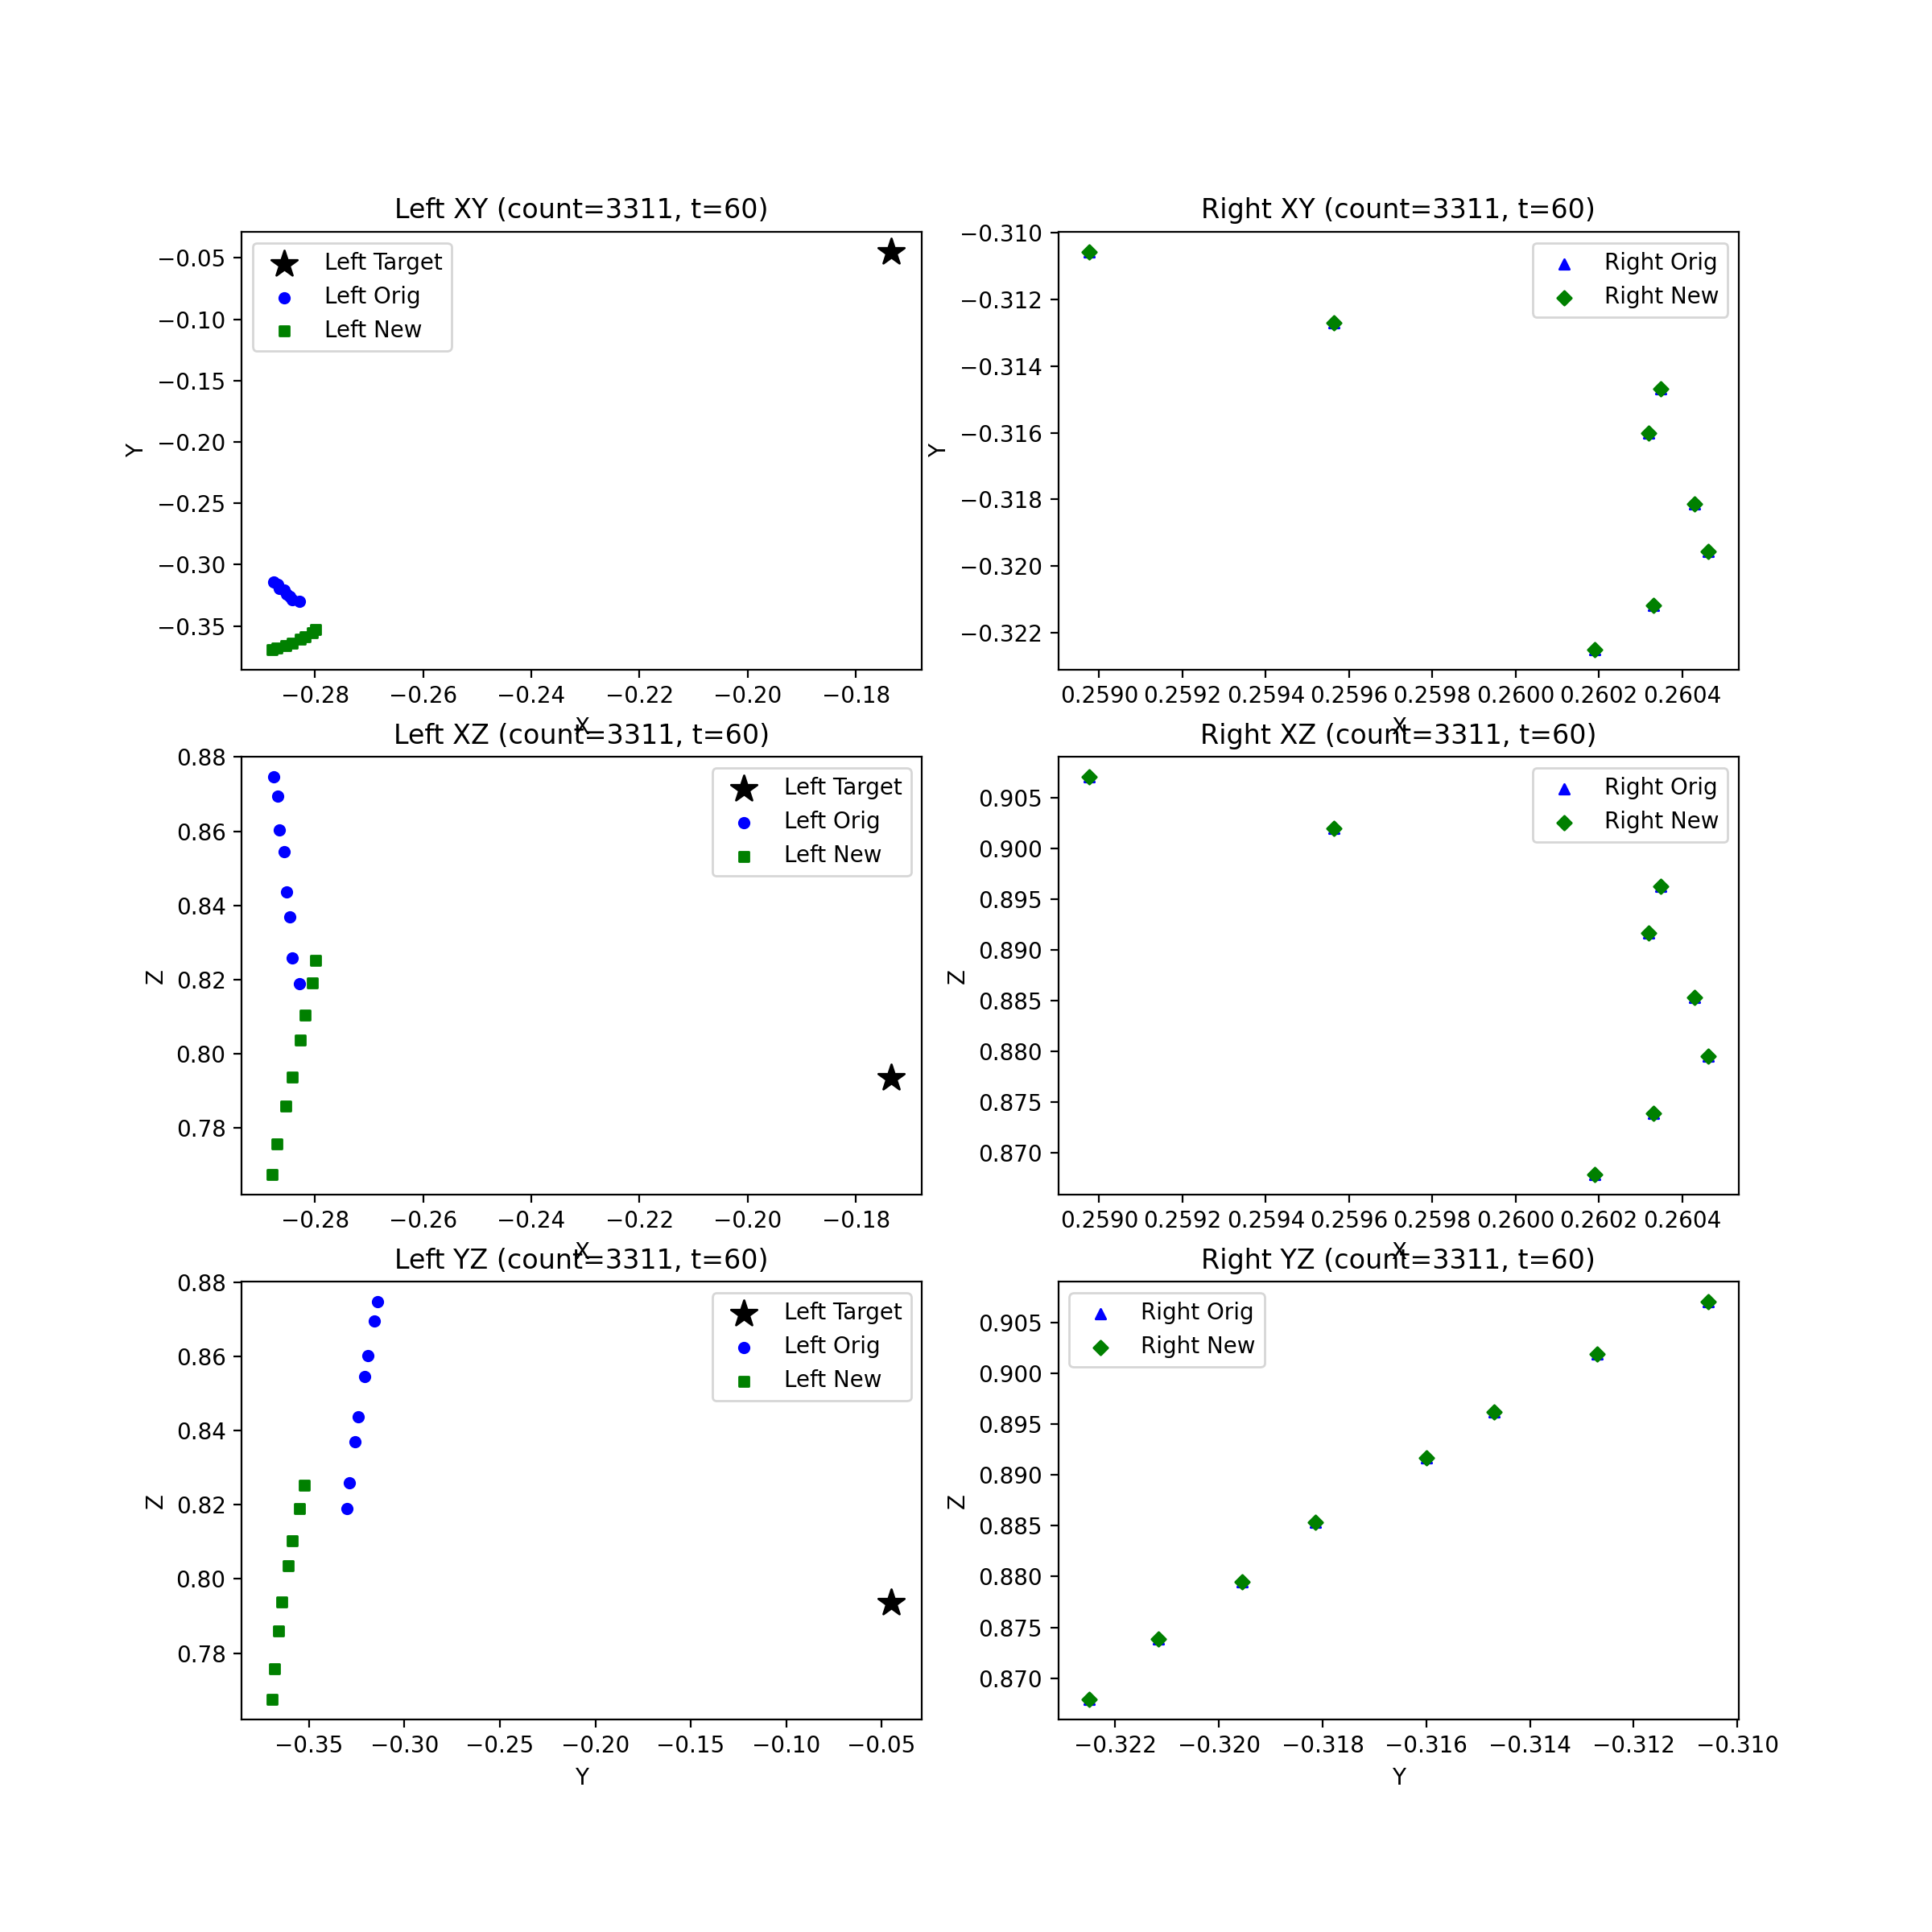 Left XY (count=3311, t=60)
Left Target
Left Orig
Left New
−0.05
−0.10
−0.15
−0.20
−0.25
−0.30
−0.35
Y
−0.28 −0.26 −0.24 −0.22 −0.20 −0.18
X
Right XY (count=3311, t=60)
Right Orig
Right New
−0.310
−0.312
−0.314
−0.316
−0.318
−0.320
−0.322
Y
0.2590 0.2592 0.2594 0.2596 0.2598 0.2600 0.2602 0.2604
X
Left XZ (count=3311, t=60)
Left Target
Left Orig
Left New
0.88
0.86
0.84
0.82
0.80
0.78
Z
−0.28 −0.26 −0.24 −0.22 −0.20 −0.18
X
Right XZ (count=3311, t=60)
Right Orig
Right New
0.905
0.900
0.895
0.890
0.885
0.880
0.875
0.870
Z
0.2590 0.2592 0.2594 0.2596 0.2598 0.2600 0.2602 0.2604
X
Left YZ (count=3311, t=60)
Left Target
Left Orig
Left New
0.88
0.86
0.84
0.82
0.80
0.78
Z
−0.35 −0.30 −0.25 −0.20 −0.15 −0.10 −0.05
Y
Right YZ (count=3311, t=60)
Right Orig
Right New
0.905
0.900
0.895
0.890
0.885
0.880
0.875
0.870
Z
−0.322 −0.320 −0.318 −0.316 −0.314 −0.312 −0.310
Y